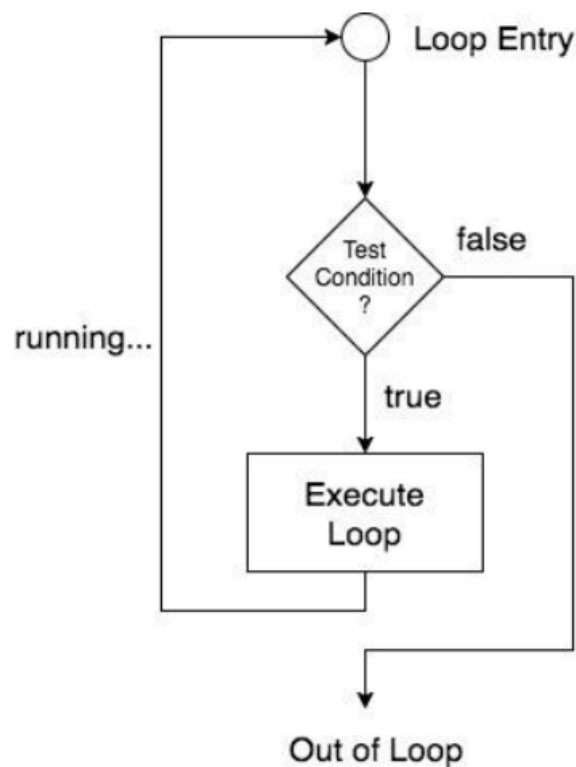 Loop Entry
Test
Condition
?
false
running...
true
Execute
Loop
Out of Loop